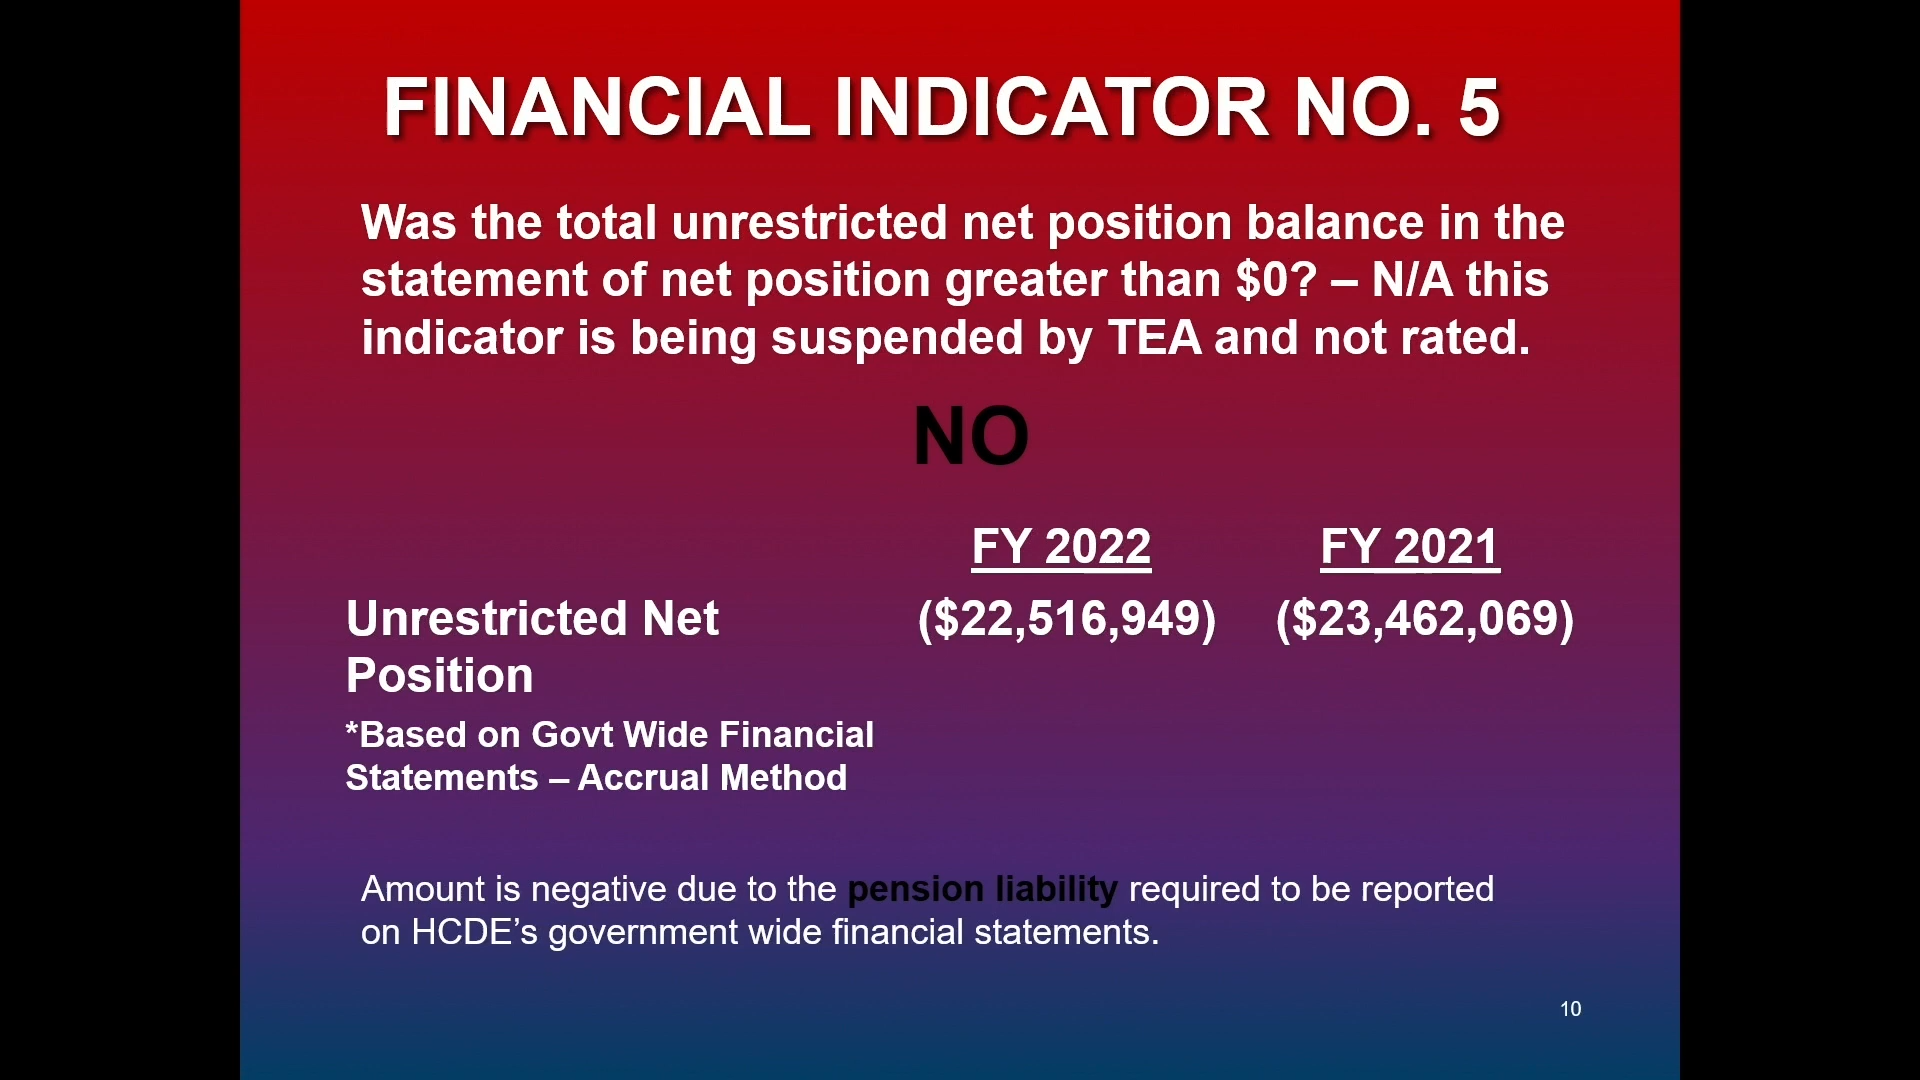 FINANCIAL INDICATOR NO. 5
Was the total unrestricted net position balance in the
statement of net position greater than $0? – N/A this
indicator is being suspended by TEA and not rated.
NO
FY 2022 FY 2021
Unrestricted Net ($22,516,949) ($23,462,069)
Position
*Based on Govt Wide Financial
Statements – Accrual Method
Amount is negative due to the pension liability required to be reported
on HCDE’s government wide financial statements.
10